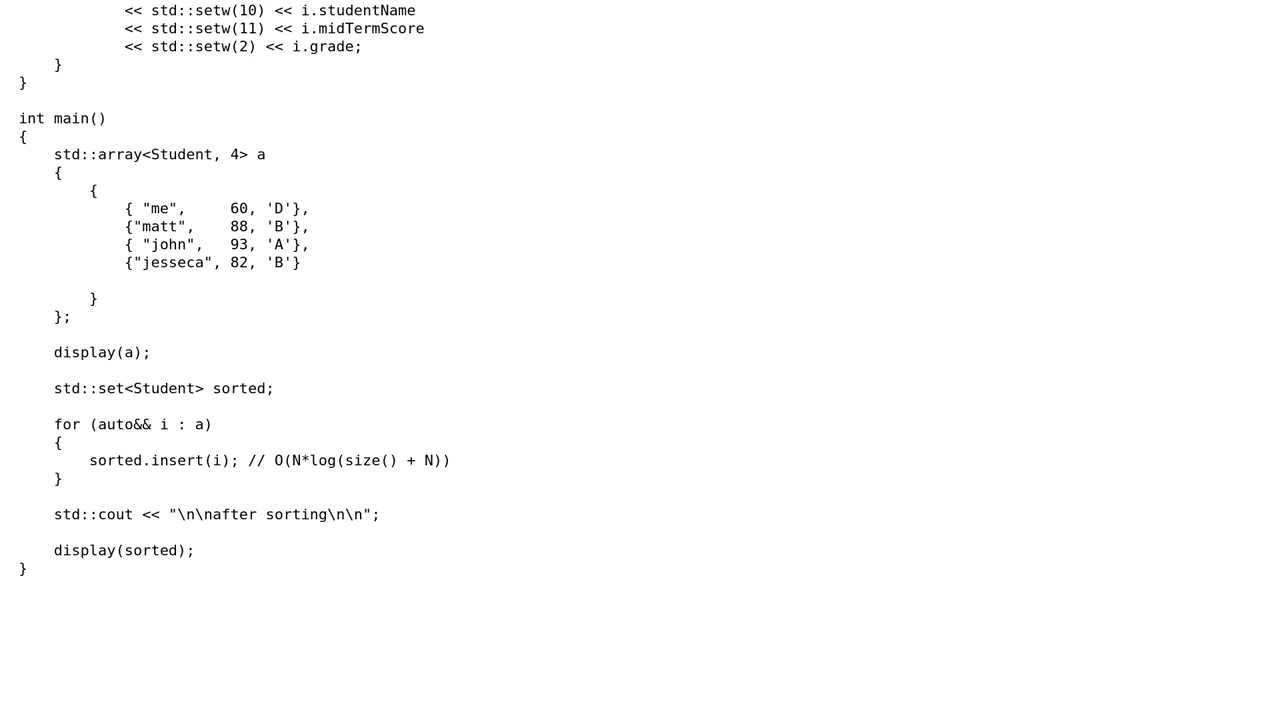 << std::setw(10) << i.studentName
            << std::setw(11) << i.midTermScore
            << std::setw(2) << i.grade;
    }
}

int main()
{
    std::array<Student, 4> a
    {
        {
            { "me",     60, 'D'},
            {"matt",    88, 'B'},
            { "john",   93, 'A'},
            {"jesseca", 82, 'B'}

        }
    };

    display(a);

    std::set<Student> sorted;

    for (auto&& i : a)
    {
        sorted.insert(i); // O(N*log(size() + N))
    }

    std::cout << "\n\nafter sorting\n\n";

    display(sorted);
}